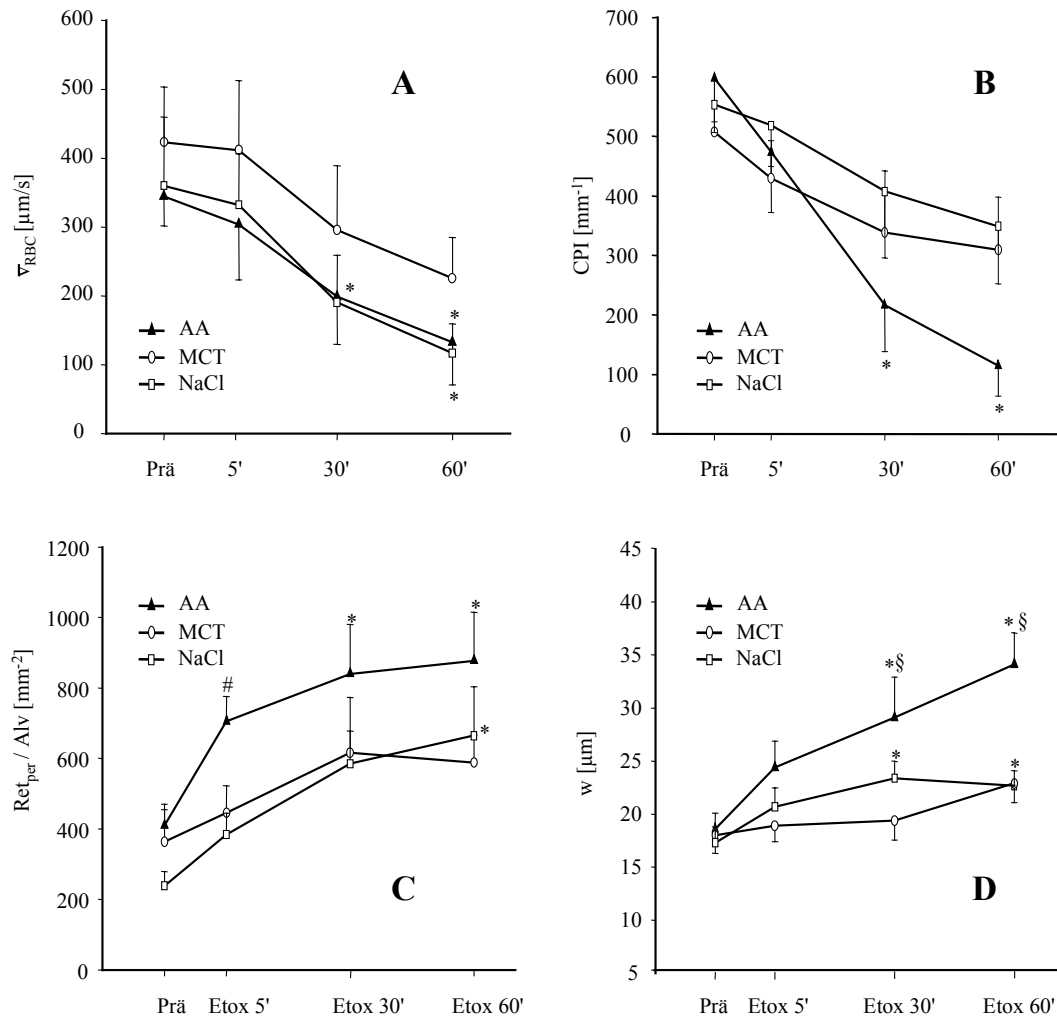 600
500
400
300
200
100
0
v̅RBC [µm/s]
A
AA
MCT
NaCl
*
*
*
Prä 5' 30' 60'
700
600
500
400
300
200
100
0
CPI [mm⁻¹]
B
AA
MCT
NaCl
*
*
Prä 5' 30' 60'
1200
1000
800
600
400
200
0
Retper / Alv [mm⁻²]
AA
MCT
NaCl
#
*
*
*
C
Prä Etox 5' Etox 30' Etox 60'
45
40
35
30
25
20
15
10
5
w [µm]
AA
MCT
NaCl
*§
*§
*
*
D
Prä Etox 5' Etox 30' Etox 60'